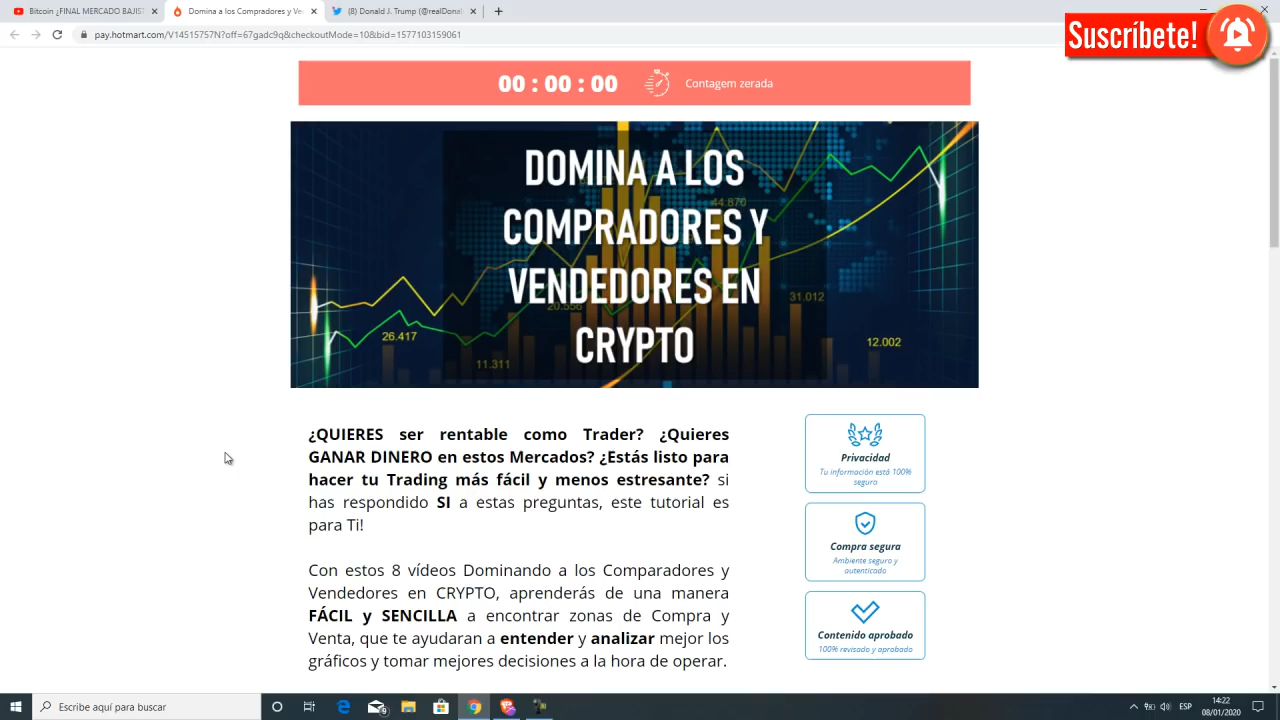 Bitcoin ¿FINAL MERCADO BAJIST
Domina a los Compradores y Ve
(8) Donald J. Trump (@realDonal
pay.hotmart.com/V14515757N?off=67gadc9q&checkoutMode=10&bid=1577103159061
Suscríbete!
00 : 00 : 00
Contagem zerada
DOMINA A LOS
COMPRADORES Y
VENDEDORES EN
CRYPTO
44.870
31.012
20.556
26.417
12.002
11.311
¿QUIERES ser rentable como Trader? ¿Quieres
GANAR DINERO en estos Mercados? ¿Estás listo para
hacer tu Trading más fácil y menos estresante? si
has respondido SI a estas preguntas, este tutorial es
para Ti!
Con estos 8 vídeos Dominando a los Comparadores y
Vendedores en CRYPTO, aprenderás de una manera
FÁCIL y SENCILLA a encontrar zonas de Compra y
Venta, que te ayudaran a entender y analizar mejor los
gráficos y tomar mejores decisiones a la hora de operar.
Privacidad
Tu información está 100%
seguro
Compra segura
Ambiente seguro y
autenticado
Contenido aprobado
100% revisado y aprobado
Escribe aquí para buscar
9
ESP
14:22
08/01/2020